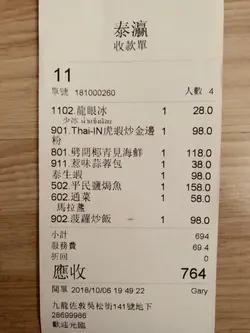 泰瀛
收款單
11
單號 181000260 人數 4
1102.龍眼冰 1 28.0
少冰
901.Thai-IN虎蝦炒金邊粉 1 98.0
801.劈開椰青見海鮮 1 118.0
911.惹味蒜蓉包 1 38.0
泰生蝦 1 98.0
502.平民鹽焗魚 1 158.0
602.通菜 1 58.0
馬拉盞
902.菠蘿炒飯 1 98.0
小計 694
服務費 69.4
折回 0
應收 764
開單 2018/10/06 19:49:22 Gary
九龍佐敦吳松街141號地下
28699986
歡迎光臨